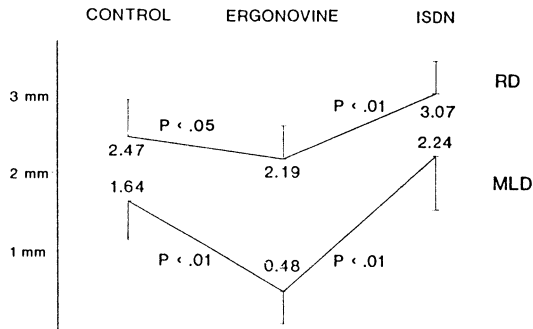 CONTROL ERGONOVINE ISDN
RD
3 mm
P < .05
P < .01
3.07
2.47
2.19
2.24
2 mm
1.64
MLD
1 mm
P < .01
0.48
P < .01